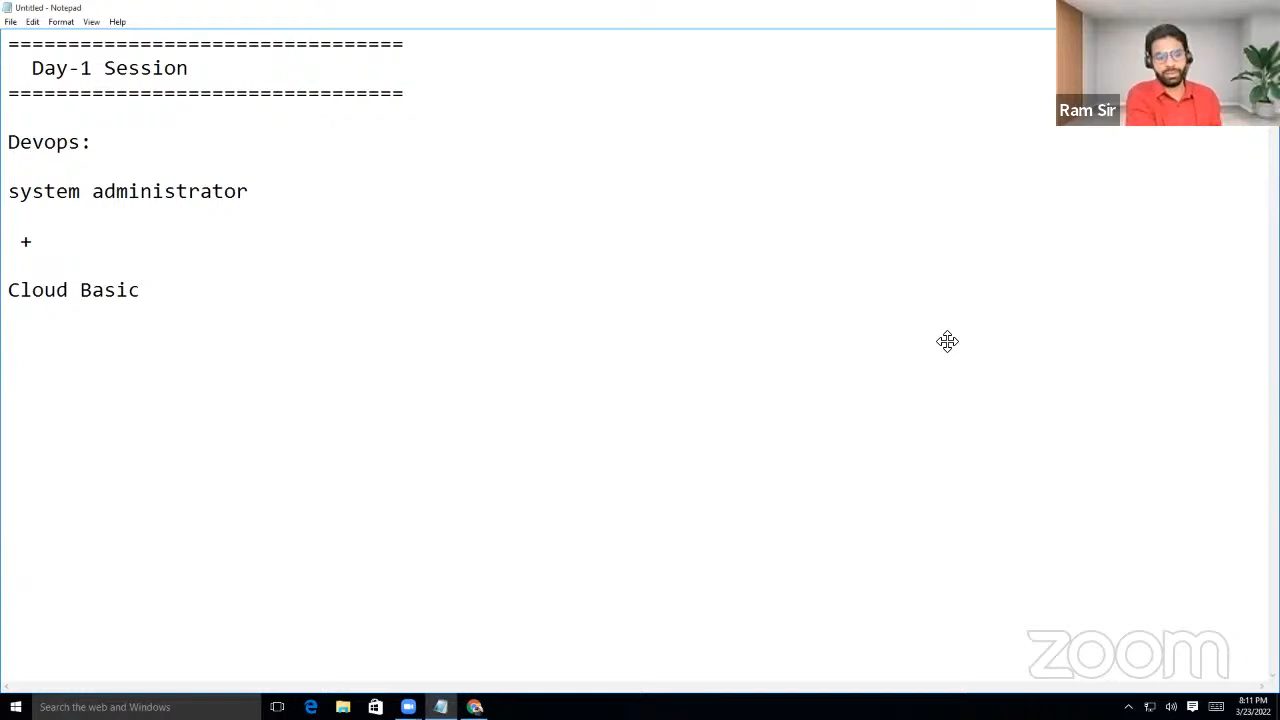 Untitled - Notepad
File Edit Format View Help
=================================
Day-1 Session
=================================
Devops:
system administrator
+
Cloud Basic
Ram Sir
zoom
Search the web and Windows
8:11 PM
3/23/2022